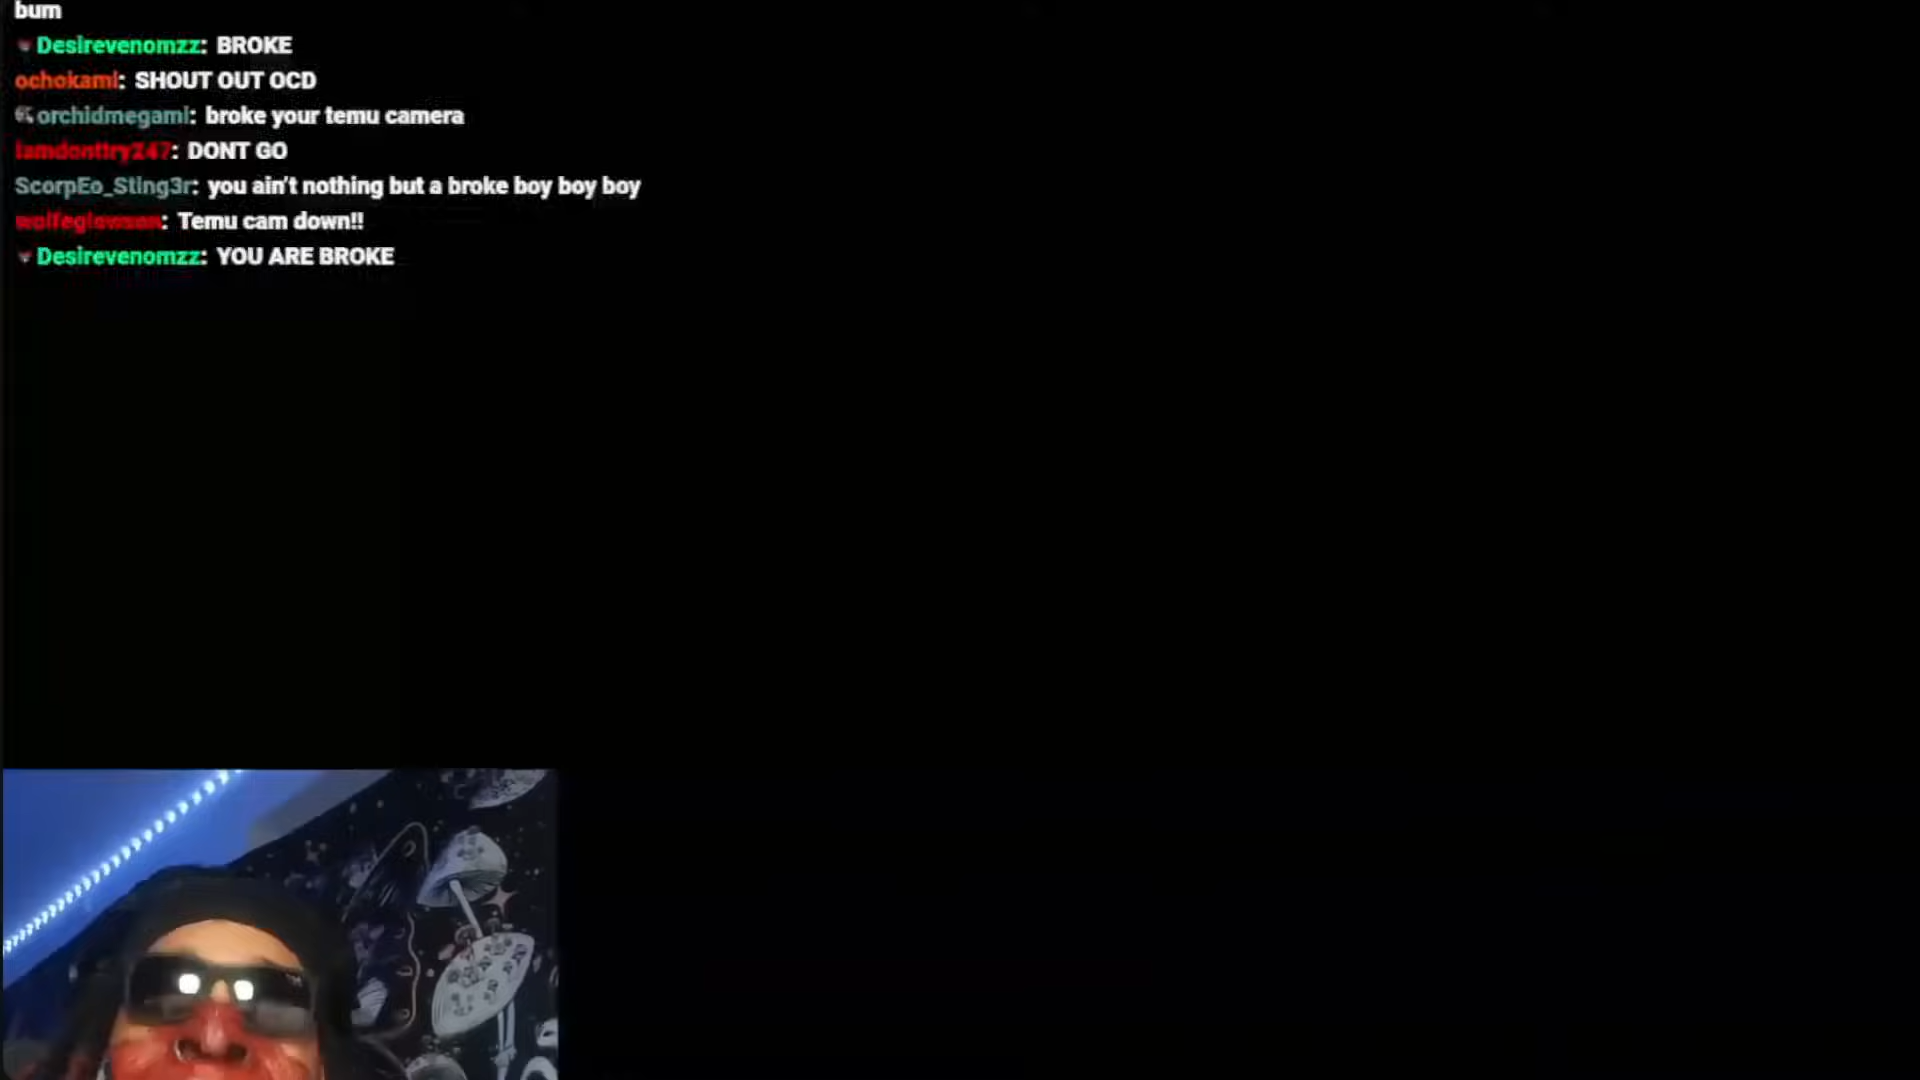 bum
Desirevenomzz: BROKE
ochokami: SHOUT OUT OCD
orchidmegami: broke your temu camera
iamdonttry247: DONT GO
ScorpEo_Sting3r: you ain't nothing but a broke boy boy boy
: Temu cam down!!
Desirevenomzz: YOU ARE BROKE